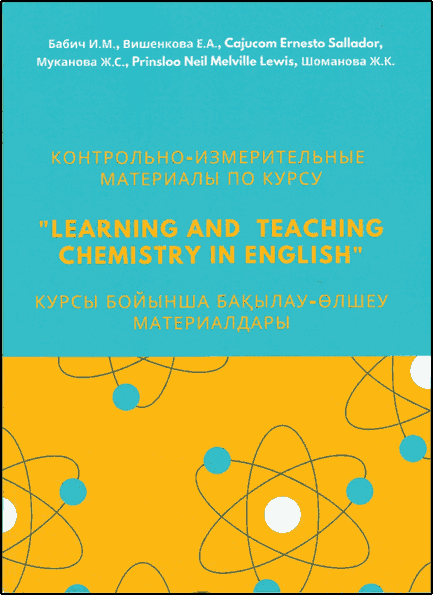 Бабич И.М., Вишенкова Е.А., Cajucom Ernesto Sallador,
Муканова Ж.С., Prinsloo Neil Melville Lewis, Шоманова Ж.К.
КОНТРОЛЬНО-ИЗМЕРИТЕЛЬНЫЕ
МАТЕРИАЛЫ ПО КУРСУ
"LEARNING AND TEACHING
CHEMISTRY IN ENGLISH"
КУРСЫ БОЙЫНША БАҚЫЛАУ-ӨЛШЕУ
МАТЕРИАЛДАРЫ